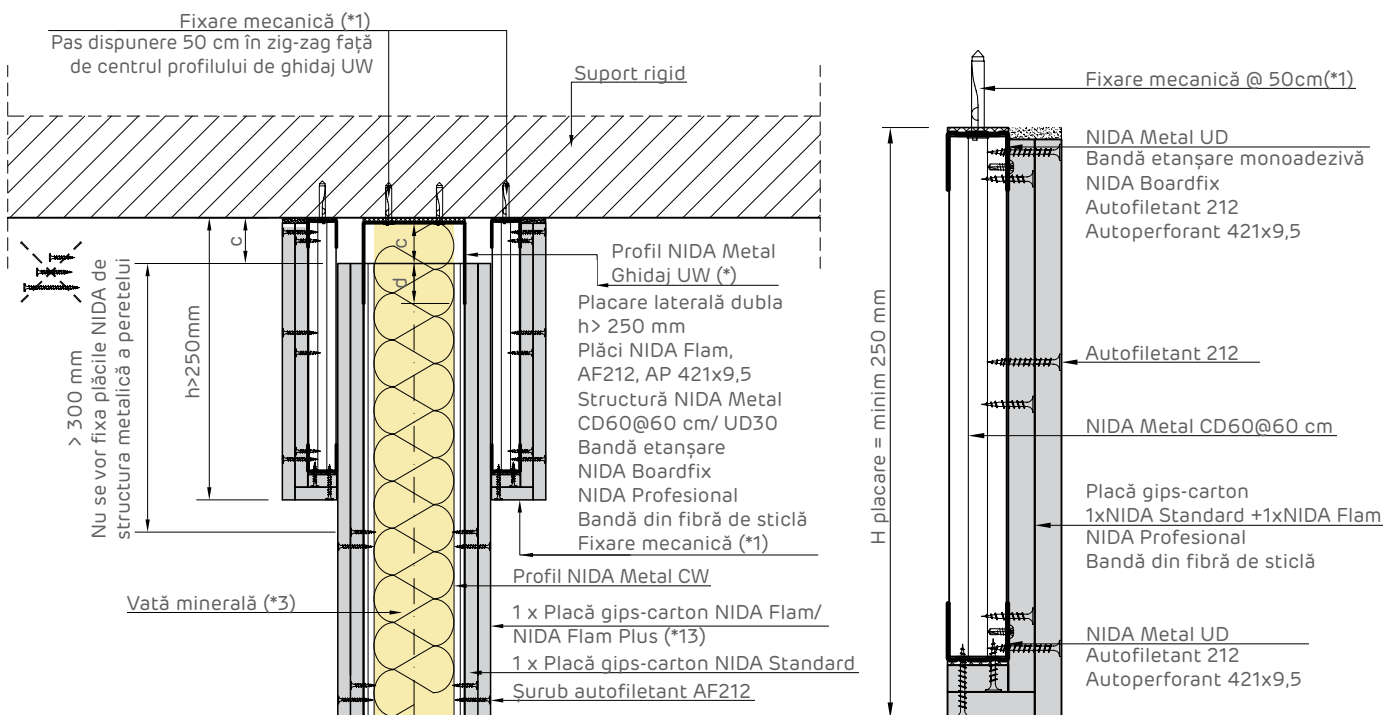 Fixare mecanică (*1)
Pas dispunere 50 cm în zig-zag față
de centrul profilului de ghidaj UW
Suport rigid
c
c
d
h>250mm
> 300 mm
Nu se vor fixa plăcile NIDA de
structura metalică a peretelui
Profil NIDA Metal
Ghidaj UW (*)
Placare laterală dubla
h> 250 mm
Plăci NIDA Flam,
AF212, AP 421x9,5
Structură NIDA Metal
CD60@60 cm/ UD30
Bandă etanșare
NIDA Boardfix
NIDA Profesional
Bandă din fibră de sticlă
Fixare mecanică (*1)
Profil NIDA Metal CW
Vată minerală (*3)
1 x Placă gips-carton NIDA Flam/
NIDA Flam Plus (*13)
1 x Placă gips-carton NIDA Standard
Șurub autofiletant AF212
Fixare mecanică @ 50cm(*1)
NIDA Metal UD
Bandă etanșare monoadezivă
NIDA Boardfix
Autofiletant 212
Autoperforant 421x9,5
H placare = minim 250 mm
Autofiletant 212
NIDA Metal CD60@60 cm
Placă gips-carton
1xNIDA Standard +1xNIDA Flam
NIDA Profesional
Bandă din fibră de sticlă
NIDA Metal UD
Autofiletant 212
Autoperforant 421x9,5